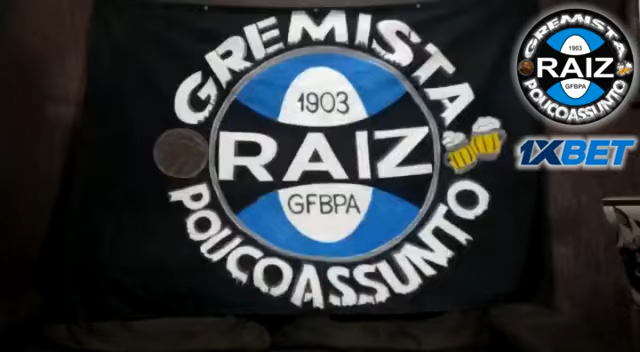 GREMISTA
1903
RAIZ
GFBPA
POUCOASSUNTO
GREMISTA
1903
RAIZ
GFBPA
POUCOASSUNTO
1XBET